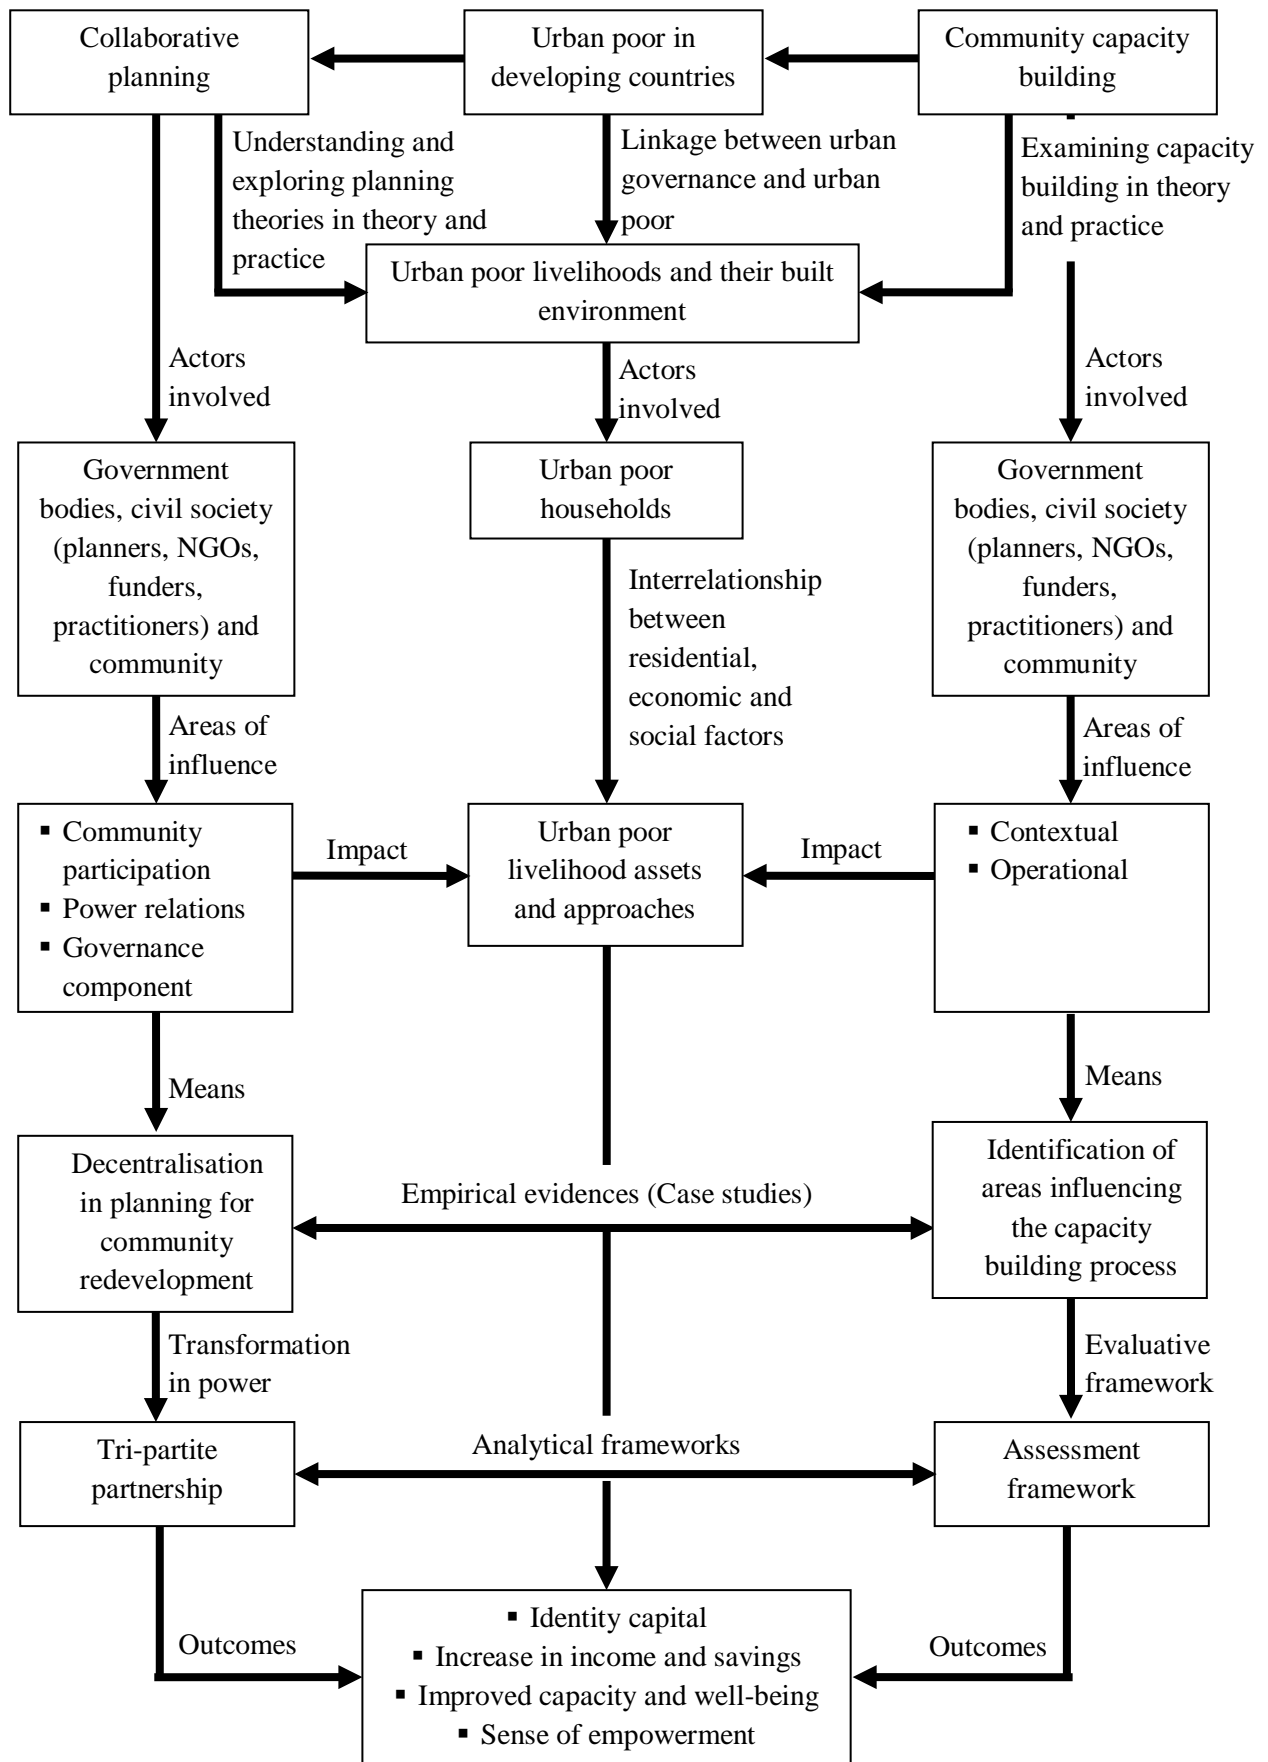 Collaborative
planning
Urban poor in
developing countries
Community capacity
building
Understanding and
exploring planning
theories in theory and
practice
Linkage between urban
governance and urban
poor
Examining capacity
building in theory
and practice
Urban poor livelihoods and their built
environment
Actors
involved
Actors
involved
Actors
involved
Government
bodies, civil society
(planners, NGOs,
funders,
practitioners) and
community
Urban poor
households
Government
bodies, civil society
(planners, NGOs,
funders,
practitioners) and
community
Interrelationship
between
residential,
economic and
social factors
Areas of
influence
Areas of
influence
▪ Community
participation
▪ Power relations
▪ Governance
component
Impact
Urban poor
livelihood assets
and approaches
Impact
▪ Contextual
▪ Operational
Means
Means
Decentralisation
in planning for
community
redevelopment
Empirical evidences (Case studies)
Identification of
areas influencing
the capacity
building process
Transformation
in power
Evaluative
framework
Tri-partite
partnership
Analytical frameworks
Assessment
framework
Outcomes
▪ Identity capital
▪ Increase in income and savings
▪ Improved capacity and well-being
▪ Sense of empowerment
Outcomes